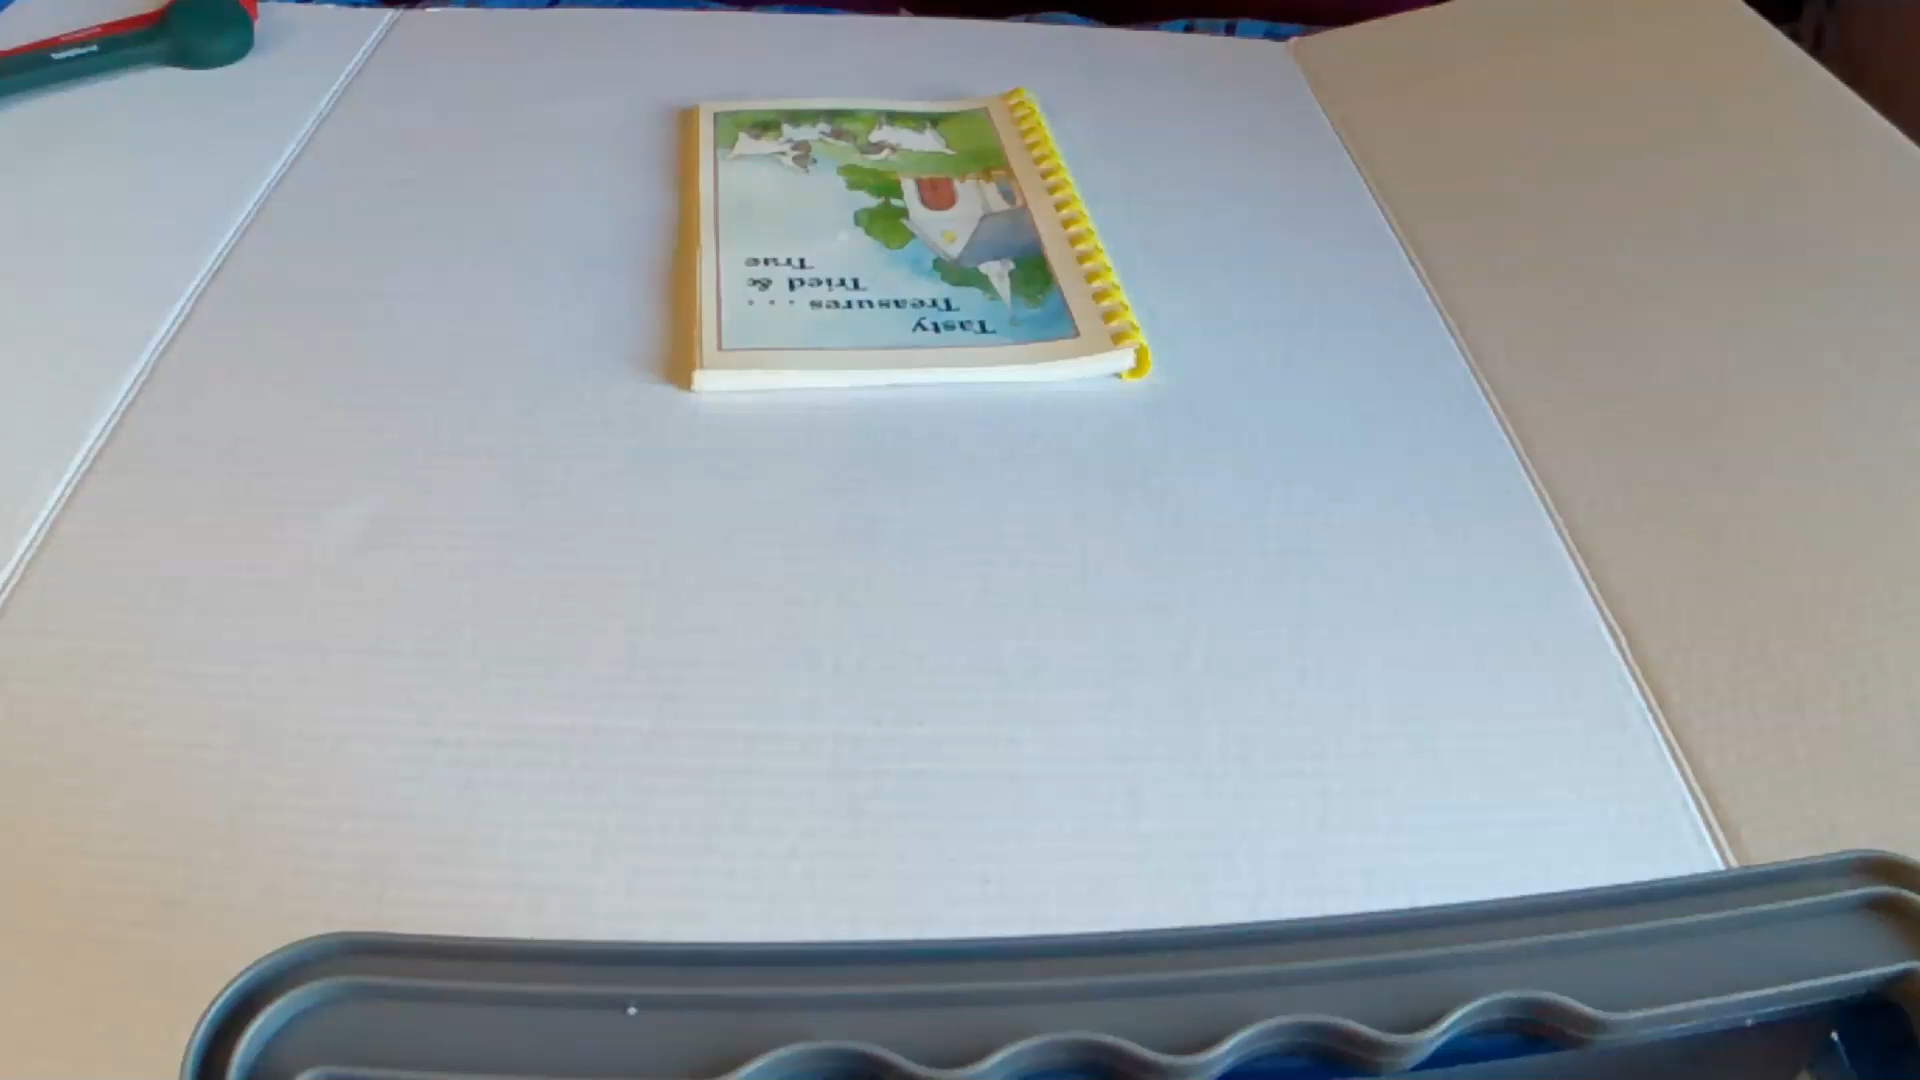 Tasty
Treasures . . .
Tried &
True